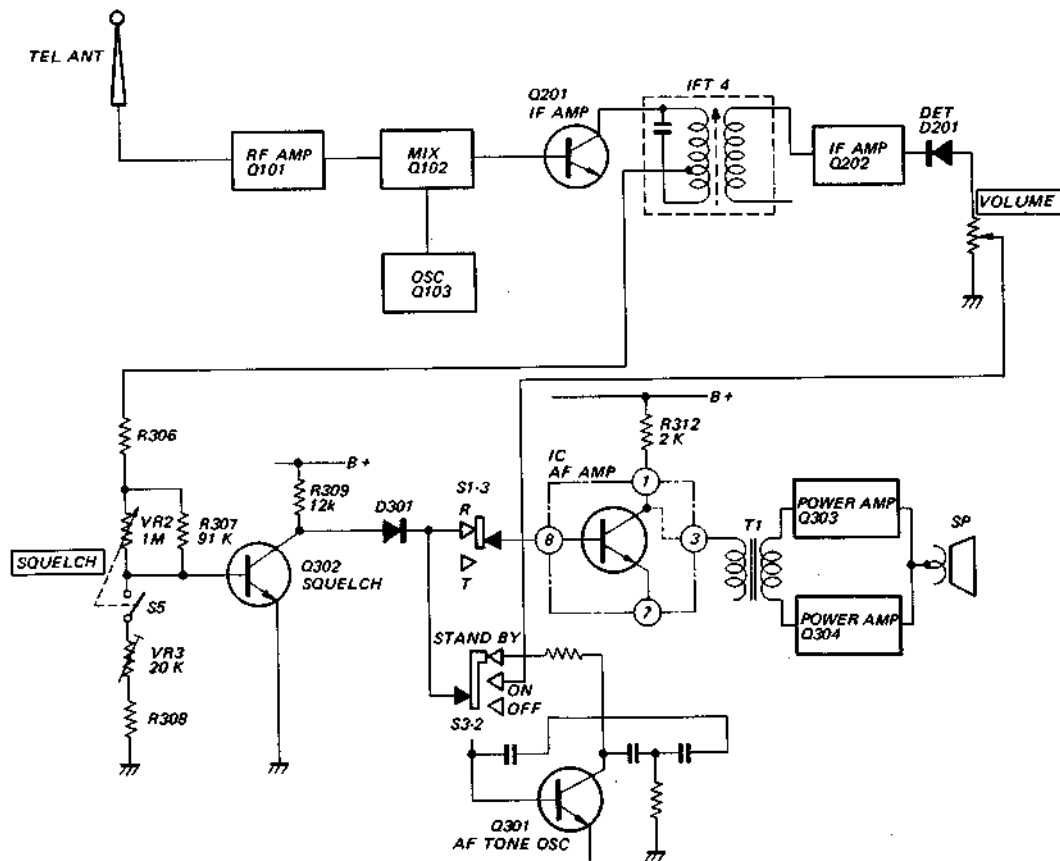 TEL ANT
RF AMP
Q101
MIX
Q102
OSC
Q103
Q201
IF AMP
IFT 4
IF AMP
Q202
DET
D201
VOLUME
R306
VR2
1M
R307
91 K
SQUELCH
S5
VR3
20 K
R308
B+
R309
12k
Q302
SQUELCH
D301
S1-3
R
T
STAND BY
ON
OFF
S3-2
Q301
AF TONE OSC
B+
R312
2 K
IC
AF AMP
1
8
3
7
T1
POWER AMP
Q303
POWER AMP
Q304
SP